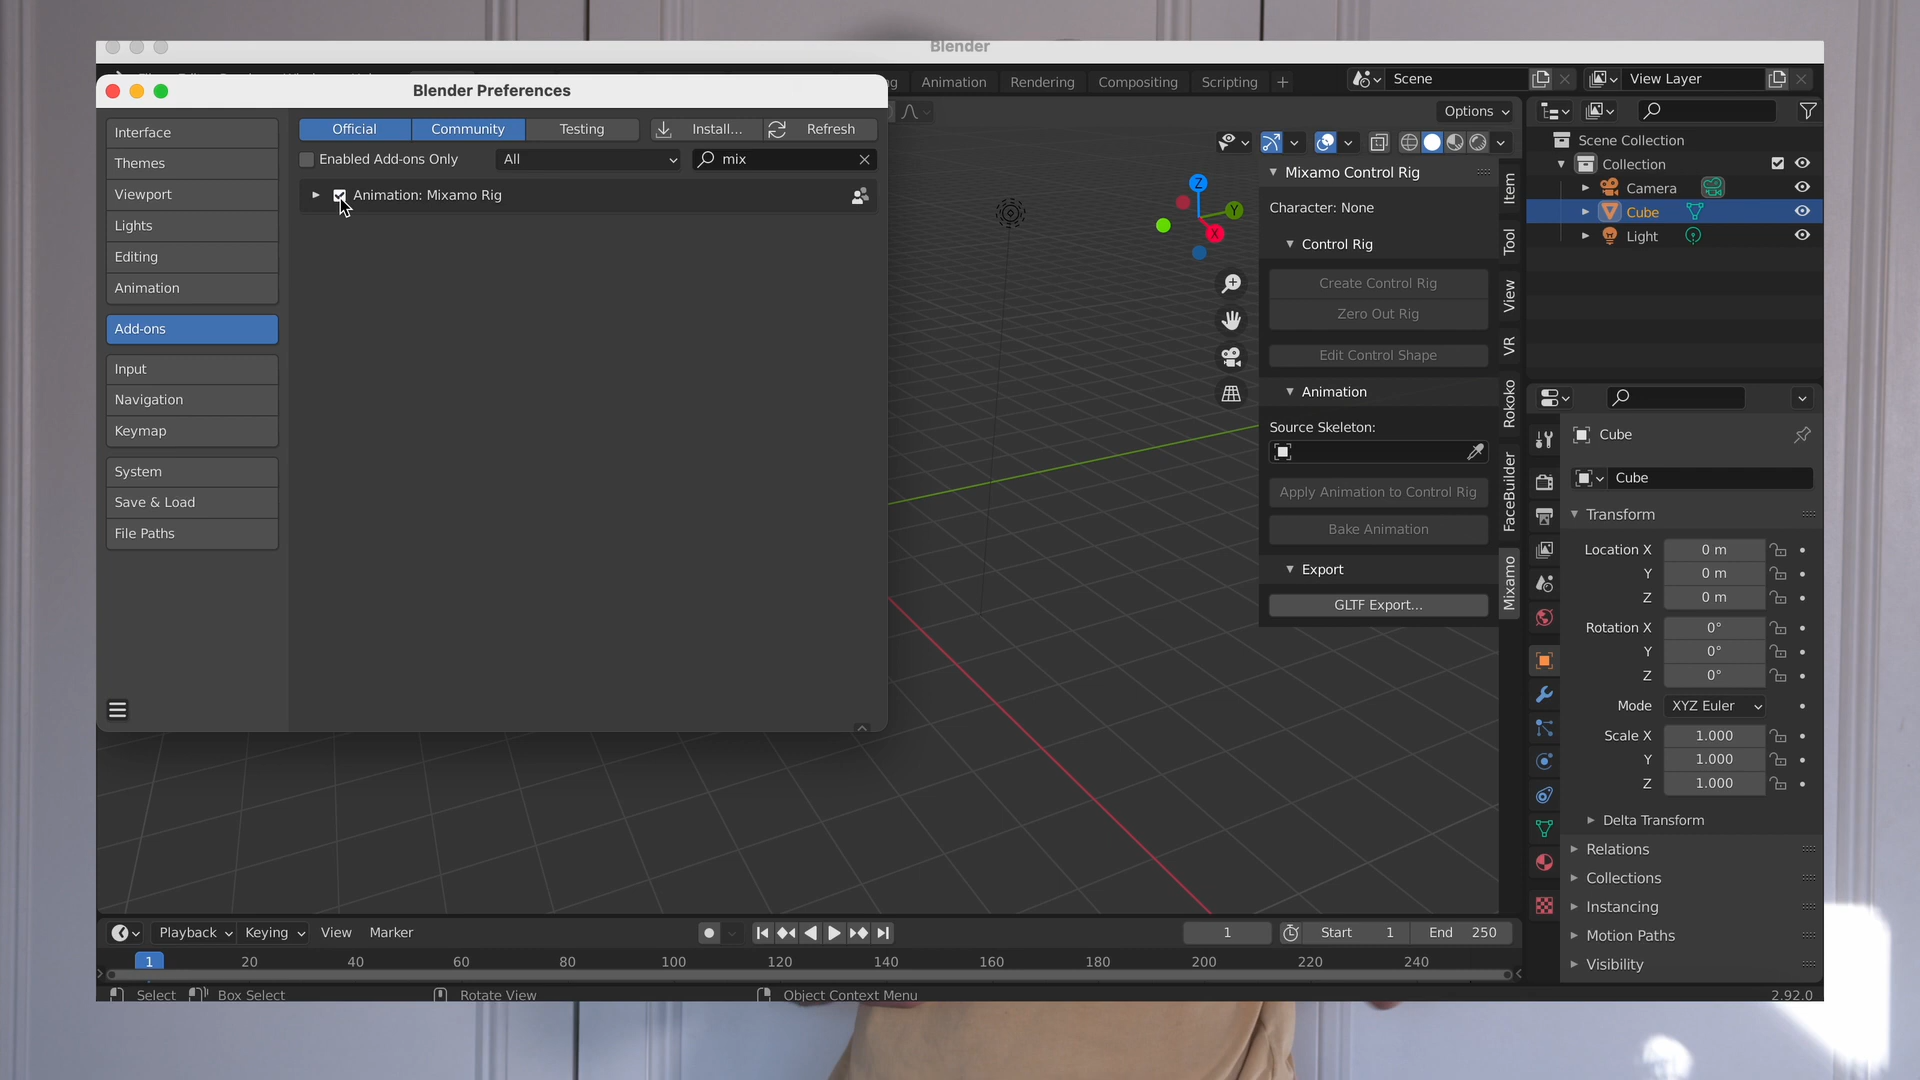 Blender
Blender Preferences
Animation
Rendering
Compositing
Scripting
Scene
View Layer
Interface
Themes
Viewport
Lights
Editing
Animation
Add-ons
Input
Navigation
Keymap
System
Save & Load
File Paths
Official
Community
Testing
Install...
Refresh
Enabled Add-ons Only
All
mix
Animation: Mixamo Rig
Options
Z
Y
X
Mixamo Control Rig
Character: None
Control Rig
Create Control Rig
Zero Out Rig
Edit Control Shape
Animation
Source Skeleton:
Apply Animation to Control Rig
Bake Animation
Export
GLTF Export...
Item
Tool
View
VR
Rokoko
FaceBuilder
Mixamo
Scene Collection
Collection
Camera
Cube
Light
Cube
Cube
Transform
Location X 0 m
Y 0 m
Z 0 m
Rotation X 0°
Y 0°
Z 0°
Mode XYZ Euler
Scale X 1.000
Y 1.000
Z 1.000
Delta Transform
Relations
Collections
Instancing
Motion Paths
Visibility
Playback Keying View Marker
1 Start 1 End 250
1 20 40 60 80 100 120 140 160 180 200 220 240
Select Box Select Rotate View Object Context Menu 2.92.0